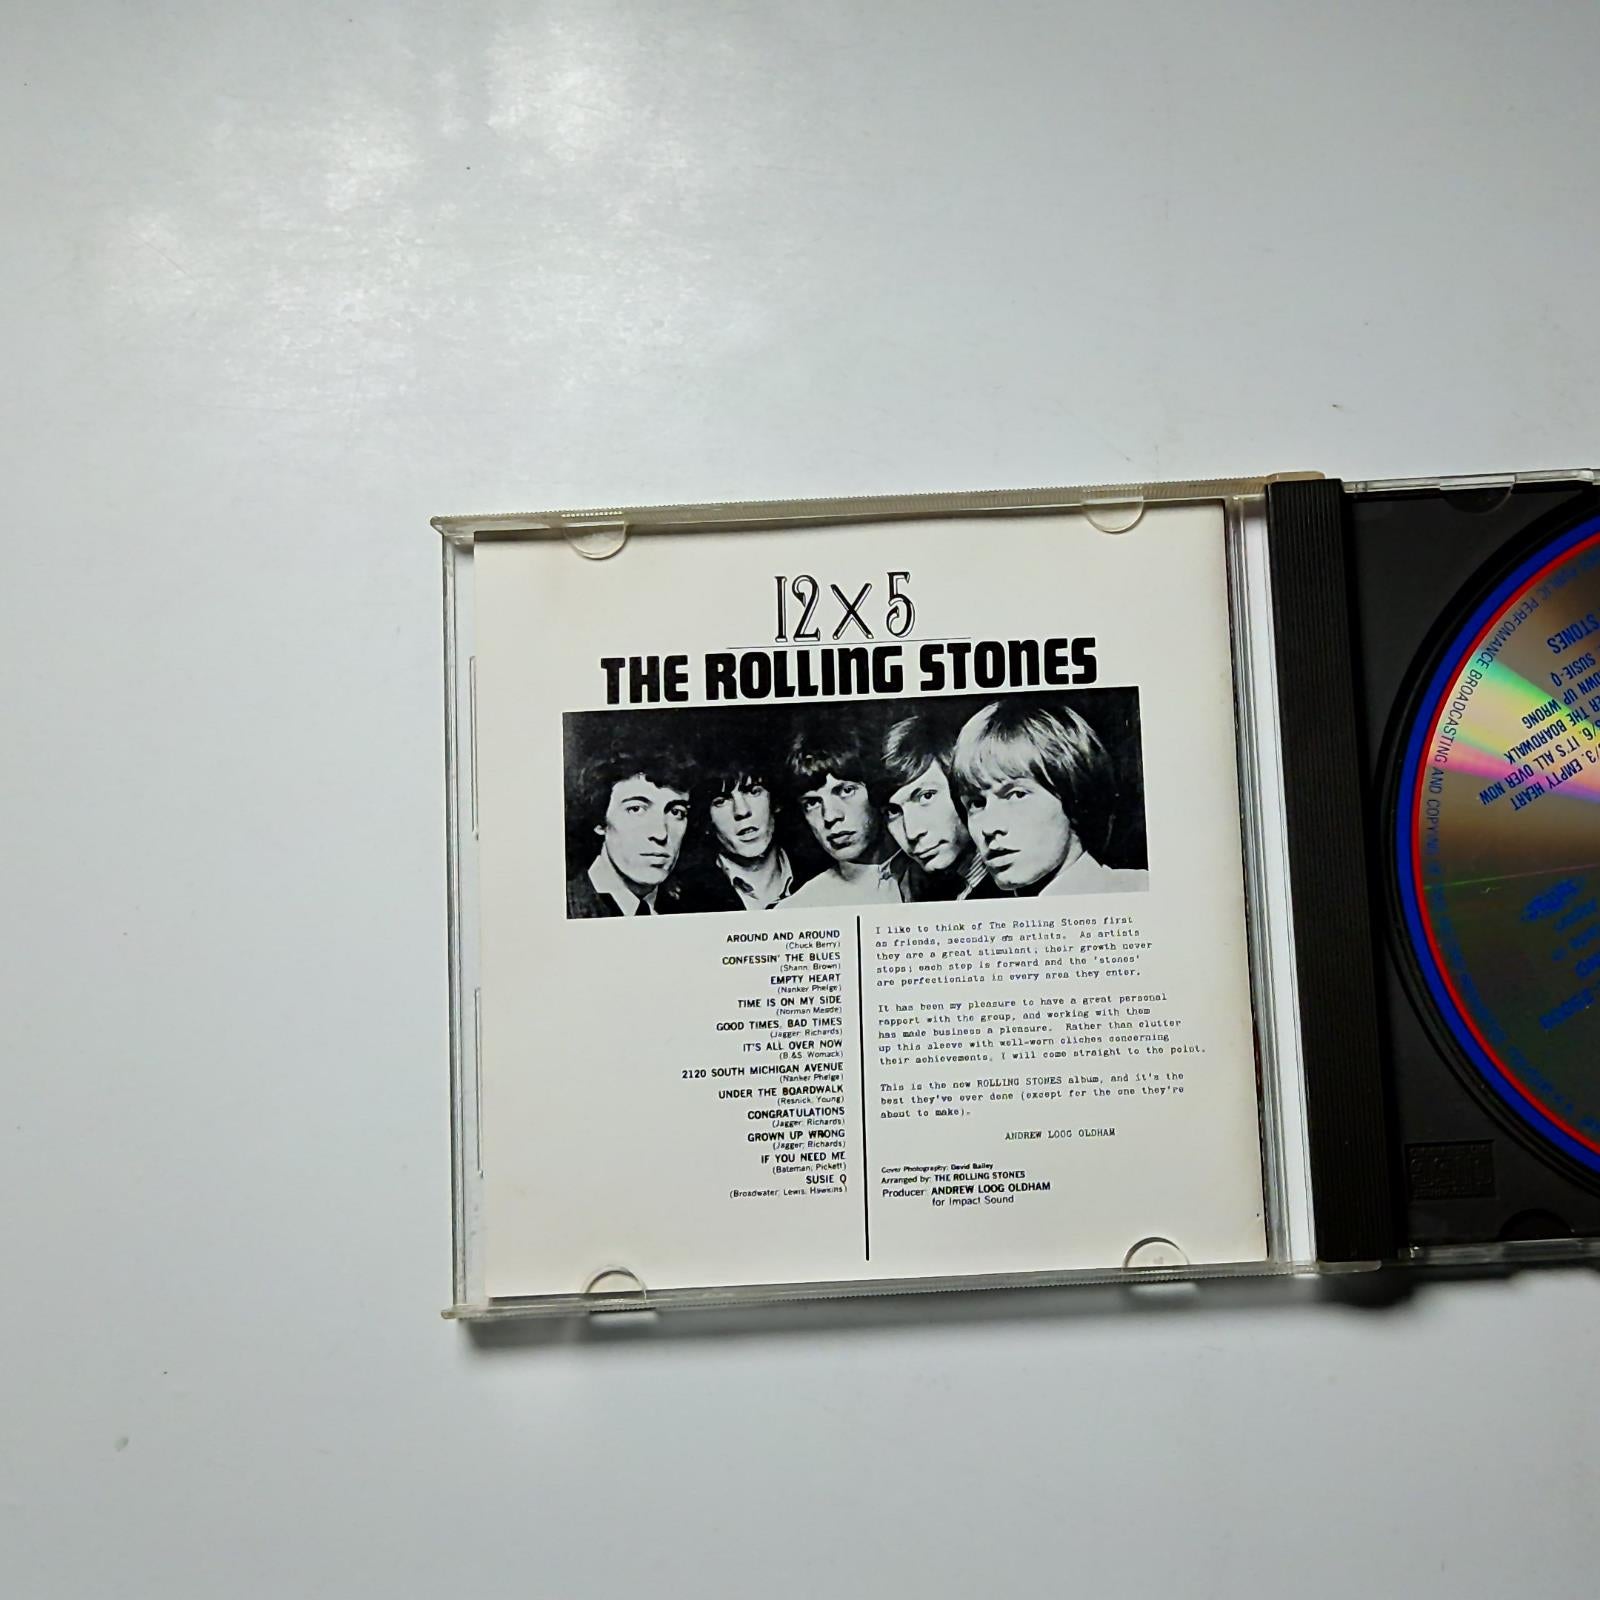 12 X 5
THE ROLLING STONES
AROUND AND AROUND
(Chuck Berry)
CONFESSIN' THE BLUES
(Shann, Brown)
EMPTY HEART
(Nanker Phelge)
TIME IS ON MY SIDE
(Norman Meade)
GOOD TIMES, BAD TIMES
(Jagger, Richards)
IT'S ALL OVER NOW
(B.&S. Womack)
2120 SOUTH MICHIGAN AVENUE
(Nanker Phelge)
UNDER THE BOARDWALK
(Resnick, Young)
CONGRATULATIONS
(Jagger, Richards)
GROWN UP WRONG
(Jagger, Richards)
IF YOU NEED ME
(Bateman, Pickett)
SUSIE Q
(Broadwater, Lewis, Hawkins)
I like to think of The Rolling Stones first
as friends, secondly as artists. As artists
they are a great stimulant; their growth never
stops; each step is forward and the 'stones'
are perfectionists in every area they enter.
It has been my pleasure to have a great personal
rapport with the group, and working with them
has made business a pleasure. Rather than clutter
up this sleeve with well-worn cliches concerning
their achievements, I will come straight to the point.
This is the new ROLLING STONES album, and it's the
best they've ever done (except for the one they're
about to make).
ANDREW LOOG OLDHAM
Cover Photography: David Bailey
Arranged by: THE ROLLING STONES
Producer: ANDREW LOOG OLDHAM
for Impact Sound
PUBLIC PERFOMANCE BROADCASTING AND COPYING
STONES
SUSIE-Q
OWN UP WRONG
THE BOARDWALK
6. IT'S ALL OVER NOW
3. EMPTY HEART